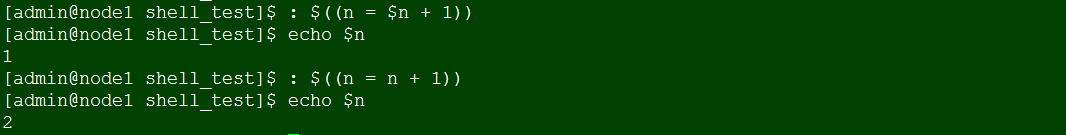 [admin@node1 shell_test]$ : $((n = $n + 1))
[admin@node1 shell_test]$ echo $n
1
[admin@node1 shell_test]$ : $((n = n + 1))
[admin@node1 shell_test]$ echo $n
2